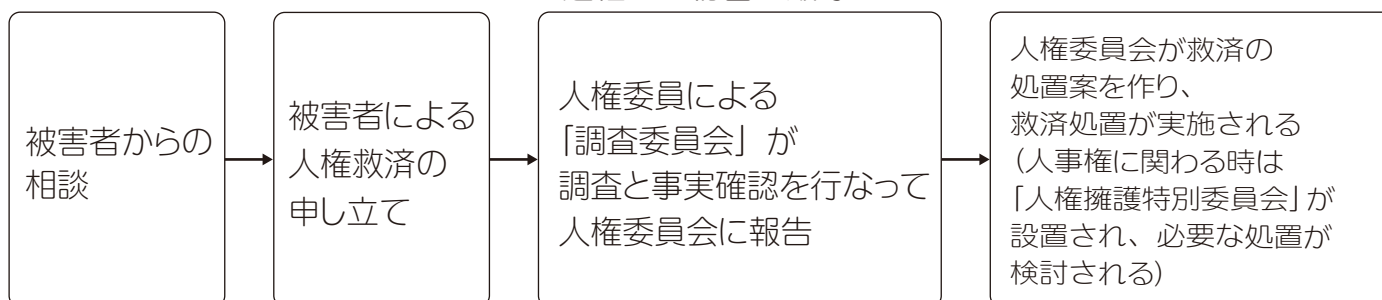 被害者からの
相談
被害者による
人権救済の
申し立て
人権委員による
「調査委員会」が
調査と事実確認を行なって
人権委員会に報告
人権委員会が救済の
処置案を作り、
救済処置が実施される
（人事権に関わる時は
「人権擁護特別委員会」が
設置され、必要な処置が
検討される）